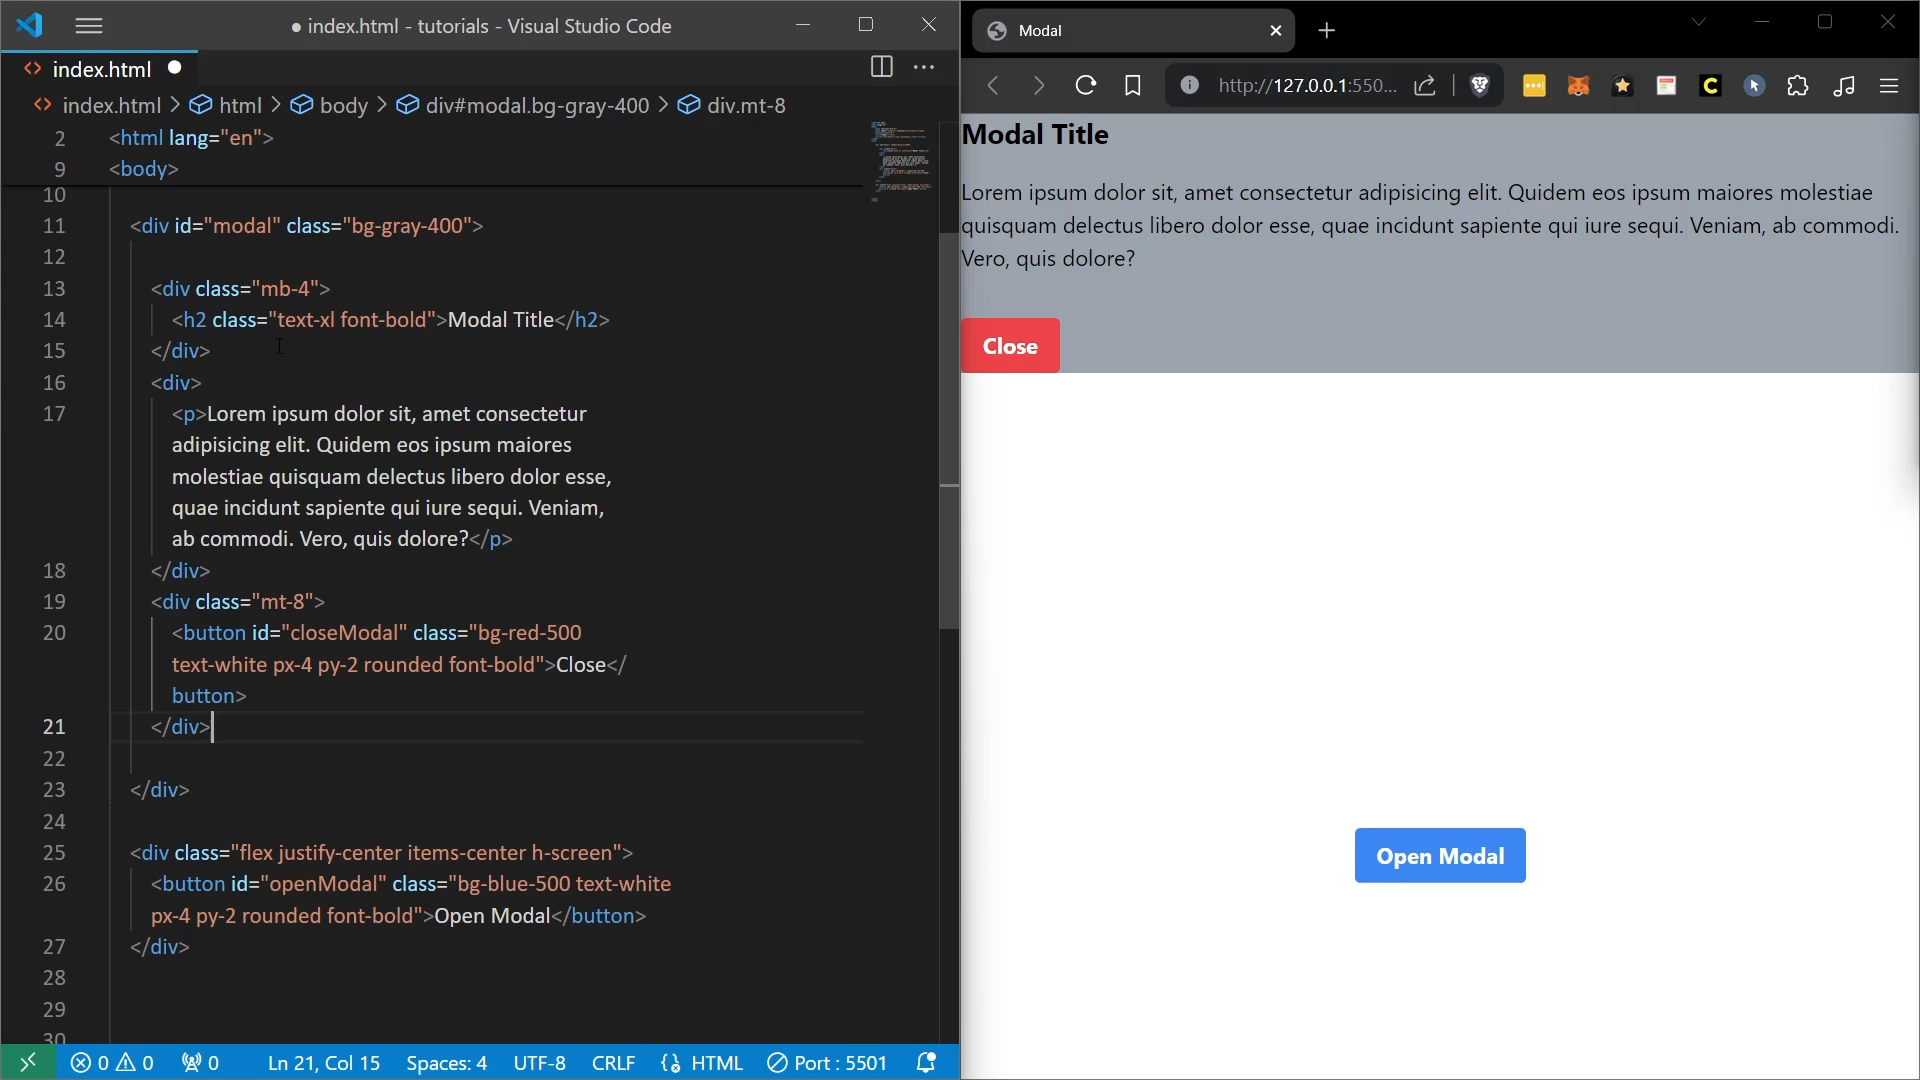 ● index.html - tutorials - Visual Studio Code
index.html
index.html > html > body > div#modal.bg-gray-400 > div.mt-8
2 <html lang="en">
9 <body>
10
11 <div id="modal" class="bg-gray-400">
12
13 <div class="mb-4">
14 <h2 class="text-xl font-bold">Modal Title</h2>
15 </div>
16 <div>
17 <p>Lorem ipsum dolor sit, amet consectetur
adipisicing elit. Quidem eos ipsum maiores
molestiae quisquam delectus libero dolor esse,
quae incidunt sapiente qui iure sequi. Veniam,
ab commodi. Vero, quis dolore?</p>
18 </div>
19 <div class="mt-8">
20 <button id="closeModal" class="bg-red-500
text-white px-4 py-2 rounded font-bold">Close</
button>
21 </div>
22
23 </div>
24
25 <div class="flex justify-center items-center h-screen">
26 <button id="openModal" class="bg-blue-500 text-white
px-4 py-2 rounded font-bold">Open Modal</button>
27 </div>
28
29
30
0 0 0 Ln 21, Col 15 Spaces: 4 UTF-8 CRLF HTML Port : 5501
Modal
http://127.0.0.1:550...
Modal Title
Lorem ipsum dolor sit, amet consectetur adipisicing elit. Quidem eos ipsum maiores molestiae
quisquam delectus libero dolor esse, quae incidunt sapiente qui iure sequi. Veniam, ab commodi.
Vero, quis dolore?
Close
Open Modal